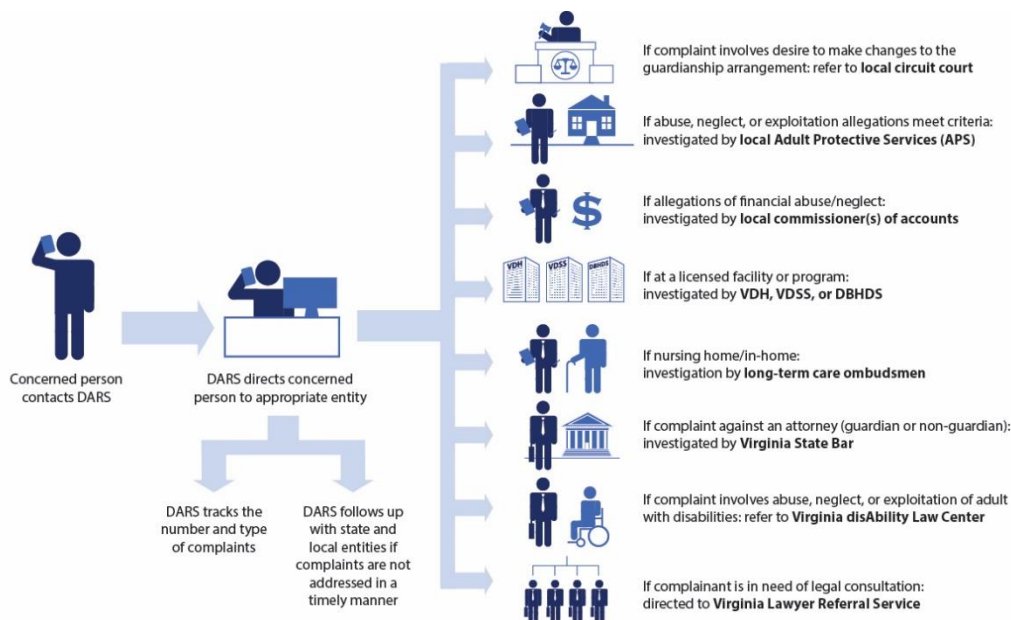 Concerned person
contacts DARS
DARS directs concerned
person to appropriate entity
DARS tracks the
number and type
of complaints
DARS follows up
with state and
local entities if
complaints are not
addressed in a
timely manner
If complaint involves desire to make changes to the
guardianship arrangement: refer to local circuit court
If abuse, neglect, or exploitation allegations meet criteria:
investigated by local Adult Protective Services (APS)
$
If allegations of financial abuse/neglect:
investigated by local commissioner(s) of accounts
VDH VDSS DBHDS
If at a licensed facility or program:
investigated by VDH, VDSS, or DBHDS
If nursing home/in-home:
investigation by long-term care ombudsmen
If complaint against an attorney (guardian or non-guardian):
investigated by Virginia State Bar
If complaint involves abuse, neglect, or exploitation of adult
with disabilities: refer to Virginia disAbility Law Center
If complainant is in need of legal consultation:
directed to Virginia Lawyer Referral Service